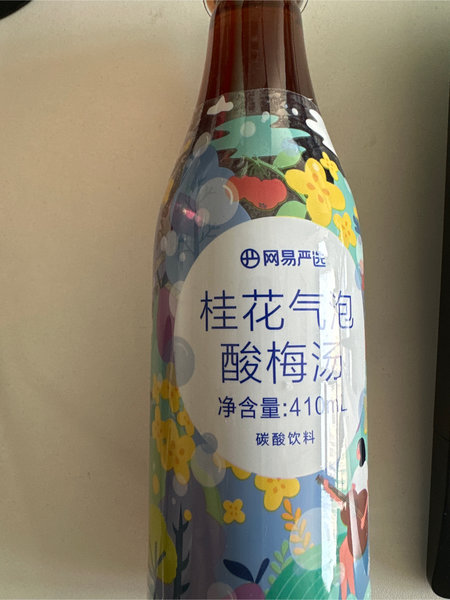 网易严选
桂花气泡
酸梅汤
净含量:410mL
碳酸饮料